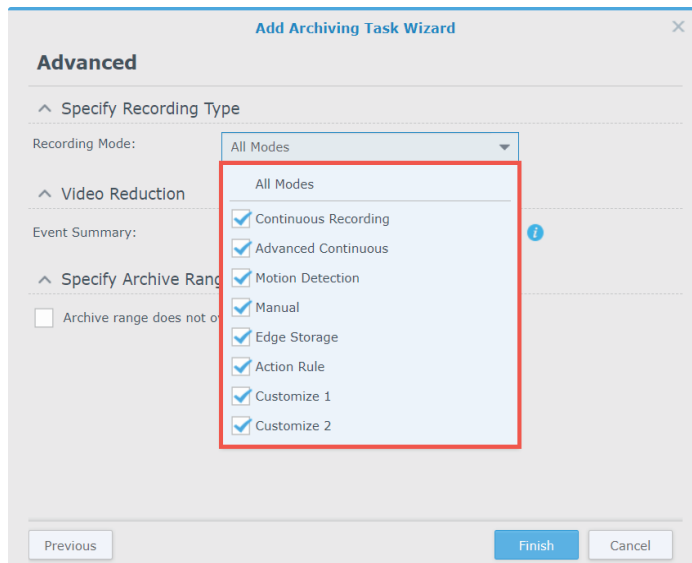 Add Archiving Task Wizard
Advanced
Specify Recording Type
Recording Mode:
All Modes
All Modes
Video Reduction
Continuous Recording
Event Summary:
Advanced Continuous
Specify Archive Rang
Motion Detection
Archive range does not o
Manual
Edge Storage
Action Rule
Customize 1
Customize 2
Previous
Finish
Cancel